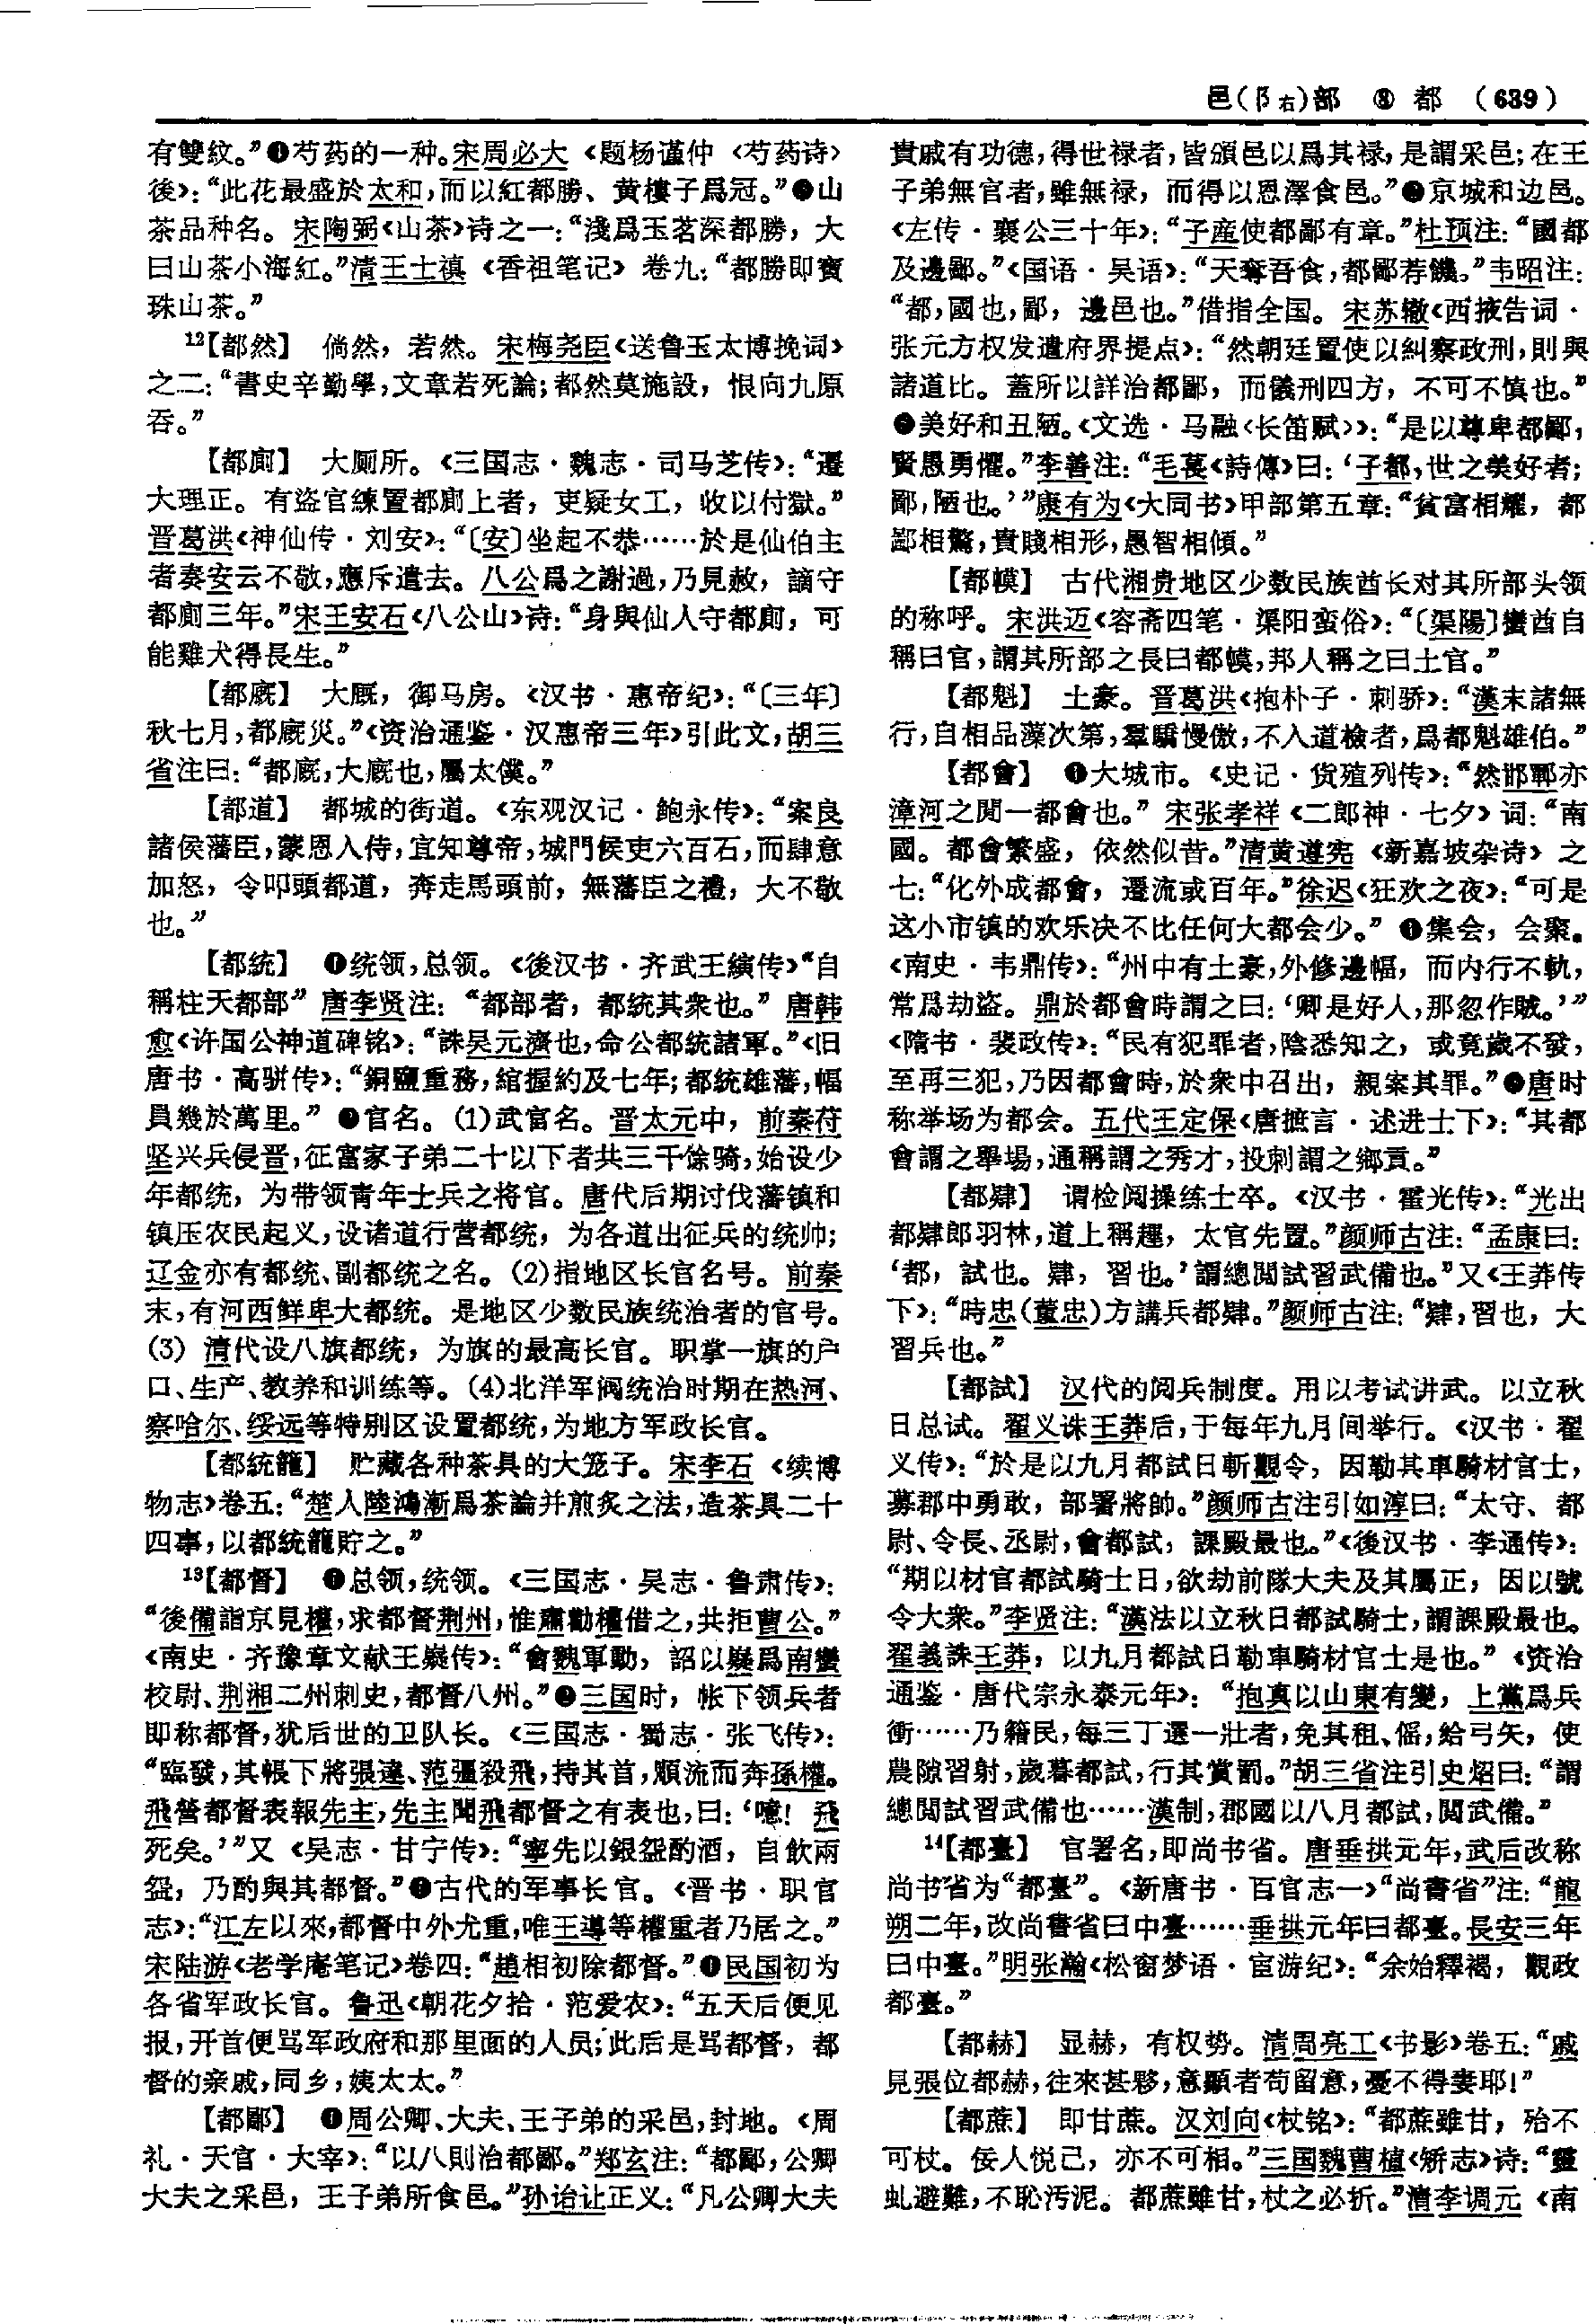 邑(阝右)部 ⑧ 都 (639)
有雙紋。”❶芍药的一种。宋周必大《题杨谨仲〈芍药诗〉
後》：“此花最盛於太和，而以紅都勝、黄樓子爲冠。”山
茶品种名。宋陶弼《山茶》诗之一：“淺爲玉茗深都勝，大
曰山茶小海紅。”清王士禛《香祖笔记》卷九：“都勝即寳
珠山茶。”
12【都然】 倘然，若然。宋梅尧臣《送鲁玉太博挽词》
之二：“書史辛勤學，文章若死論；都然莫施設，恨向九原
吞。”
【都厠】 大厕所。《三国志·魏志·司马芝传》：“遷
大理正。有盗官練置都厠上者，吏疑女工，收以付獄。”
晋葛洪《神仙传·刘安》：“〔安〕坐起不恭……於是仙伯主
者奏安云不敬，應斥遣去。八公爲之謝過，乃見赦，謫守
都厠三年。”宋王安石《八公山》诗：“身與仙人守都厠，可
能雞犬得長生。”
【都廐】 大厩，御马房。《汉书·惠帝纪》：“〔三年〕
秋七月，都廐災。”《资治通鉴·汉惠帝三年》引此文，胡三
省注曰：“都廐，大廐也，屬太僕。”
【都道】 都城的街道。《东观汉记·鲍永传》：“案良
諸侯藩臣，蒙恩入侍，宜知尊帝，城門候吏六百石，而肆意
加怒，令叩頭都道，奔走馬頭前，無藩臣之禮，大不敬
也。”
【都統】 ❶统领，总领。《後汉书·齐武王縯传》“自
稱柱天都部”唐李贤注：“都部者，都統其衆也。”唐韩
愈《许国公神道碑铭》：“誅吴元濟也，命公都統諸軍。”《旧
唐书·高骈传》：“銅鹽重務，綰握約及七年；都統雄藩，幅
員幾於萬里。”❷官名。(1)武官名。晋太元中，前秦苻
坚兴兵侵晋，征富家子弟二十以下者共三千馀骑，始设少
年都统，为带领青年士兵之将官。唐代后期讨伐藩镇和
镇压农民起义，设诸道行营都统，为各道出征兵的统帅；
辽金亦有都统、副都统之名。(2)指地区长官名号。前秦
末，有河西鲜卑大都统。是地区少数民族统治者的官号。
(3) 清代设八旗都统，为旗的最高长官。职掌一旗的户
口、生产、教养和训练等。(4)北洋军阀统治时期在热河、
察哈尔、绥远等特别区设置都统，为地方军政长官。
【都統籠】 贮藏各种茶具的大笼子。宋李石《续博
物志》卷五：“楚人陸鴻漸爲茶論并煎炙之法，造茶具二十
四事，以都統籠貯之。”
13【都督】 ❶总领，统领。《三国志·吴志·鲁肃传》：
“後備詣京見權，求都督荆州，惟肅勸權借之，共拒曹公。”
《南史·齐豫章文献王嶷传》：“會魏軍動，詔以嶷爲南蠻
校尉、荆湘二州刺史，都督八州。”❷三国时，帐下领兵者
即称都督，犹后世的卫队长。《三国志·蜀志·张飞传》：
“臨發，其帳下將張達、范彊殺飛，持其首，順流而奔孫權。
飛營都督表報先主，先主聞飛都督之有表也，曰：‘噫！飛
死矣。’”又《吴志·甘宁传》：“寧先以銀盌酌酒，自飲兩
盌，乃酌與其都督。”❸古代的军事长官。《晋书·职官
志》：“江左以來，都督中外尤重，唯王導等權重者乃居之。”
宋陆游《老学庵笔记》卷四：“趙相初除都督。”❹民国初为
各省军政长官。鲁迅《朝花夕拾·范爱农》：“五天后便见
报，开首便骂军政府和那里面的人员；此后是骂都督，都
督的亲戚，同乡，姨太太。”
【都鄙】 ❶周公卿、大夫、王子弟的采邑，封地。《周
礼·天官·大宰》：“以八則治都鄙。”郑玄注：“都鄙，公卿
大夫之采邑，王子弟所食邑。”孙诒让正义：“凡公卿大夫
貴戚有功德，得世禄者，皆頒邑以爲其禄，是謂采邑；在王
子弟無官者，雖無禄，而得以恩澤食邑。”❷京城和边邑。
《左传·襄公三十年》：“子産使都鄙有章。”杜预注：“國都
及邊鄙。”《国语·吴语》：“天奪吾食，都鄙荐饑。”韦昭注：
“都，國也，鄙，邊邑也。”借指全国。宋苏辙《西掖告词·
张元方权发遣府界提点》：“然朝廷置使以糾察政刑，則與
諸道比。蓋所以詳治都鄙，而儀刑四方，不可不慎也。”
❸美好和丑陋。《文选·马融〈长笛赋〉》：“是以尊卑都鄙，
賢愚勇懼。”李善注：“毛萇《詩傳》曰：‘子都，世之美好者；
鄙，陋也。’”康有为《大同书》甲部第五章：“貧富相耀，都
鄙相驚，貴賤相形，愚智相傾。”
【都幙】 古代湘贵地区少数民族酋长对其所部头领
的称呼。宋洪迈《容斋四笔·渠阳蛮俗》：“〔渠陽〕蠻酋自
稱曰官，謂其所部之長曰都幙，邦人稱之曰土官。”
【都魁】 土豪。晋葛洪《抱朴子·刺骄》：“漢末諸無
行，自相品藻次第，羣驕慢傲，不入道檢者，爲都魁雄伯。”
【都會】 ❶大城市。《史记·货殖列传》：“然邯鄲亦
漳河之閒一都會也。”宋张孝祥《二郎神·七夕》词：“南
國。都會繁盛，依然似昔。”清黄遵宪《新嘉坡杂诗》之
七：“化外成都會，遷流或百年。”徐迟《狂欢之夜》：“可是
这小市镇的欢乐决不比任何大都会少。”❷集会，会聚。
《南史·韦鼎传》：“州中有土豪，外修邊幅，而内行不軌，
常爲劫盗。鼎於都會時謂之曰：‘卿是好人，那忽作賊。’”
《隋书·裴政传》：“民有犯罪者，陰悉知之，或竟歲不發，
至再三犯，乃因都會時，於衆中召出，親案其罪。”❸唐时
称举场为都会。五代王定保《唐摭言·述进士下》：“其都
會謂之舉場，通稱謂之秀才，投刺謂之鄉貢。”
【都肄】 谓检阅操练士卒。《汉书·霍光传》：“光出
都肄郎羽林，道上稱趩，太官先置。”颜师古注：“孟康曰：
‘都，試也。肄，習也。’謂總閲試習武備也。”又《王莽传
下》：“時忠(董忠)方講兵都肄。”颜师古注：“肄，習也，大
習兵也。”
【都試】 汉代的阅兵制度。用以考试讲武。以立秋
日总试。翟义诛王莽后，于每年九月间举行。《汉书·翟
义传》：“於是以九月都試日斬觀令，因勒其車騎材官士，
募郡中勇敢，部署將帥。”颜师古注引如淳曰：“太守、都
尉、令長、丞尉，會都試，課殿最也。”《後汉书·李通传》：
“期以材官都試騎士日，欲劫前隊大夫及其屬正，因以號
令大衆。”李贤注：“漢法以立秋日都試騎士，謂課殿最也。
翟義誅王莽，以九月都試日勒車騎材官士是也。”《资治
通鉴·唐代宗永泰元年》：“抱真以山東有變，上黨爲兵
衝……乃籍民，每三丁選一壯者，免其租、傜，給弓矢，使
農隙習射，歲暮都試，行其賞罰。”胡三省注引史炤曰：“謂
總閲試習武備也……漢制，郡國以八月都試，閲武備。”
14【都臺】 官署名，即尚书省。唐垂拱元年，武后改称
尚书省为“都臺”。《新唐书·百官志一》“尚書省”注：“龍
朔二年，改尚書省曰中臺……垂拱元年曰都臺。長安三年
曰中臺。”明张瀚《松窗梦语·宦游纪》：“余始釋褐，觀政
都臺。”
【都赫】 显赫，有权势。清周亮工《书影》卷五：“戚
見張位都赫，往來甚夥，意顯者苟留意，憂不得妻耶！”
【都蔗】 即甘蔗。汉刘向《杖铭》：“都蔗雖甘，殆不
可杖。佞人悦己，亦不可相。”三国魏曹植《矫志》诗：“靈
虬避難，不恥汚泥。都蔗雖甘，杖之必折。”清李调元《南